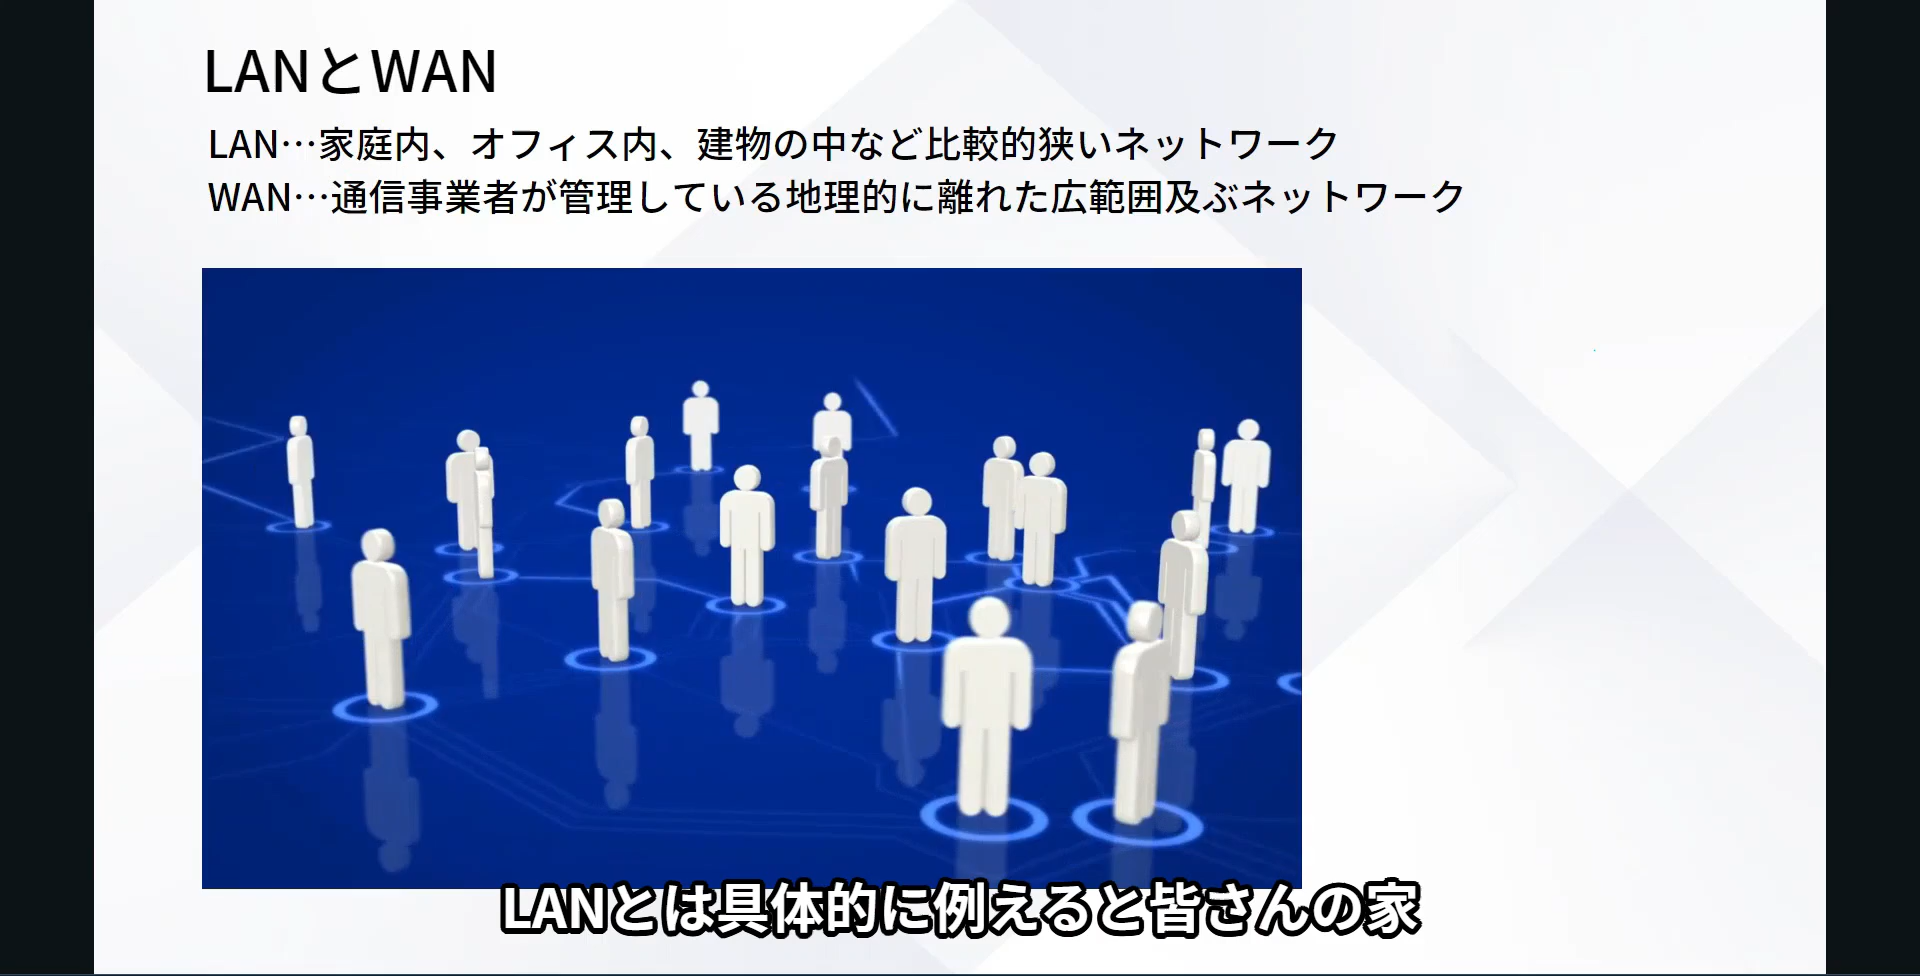 LANとWAN
LAN…家庭内、オフィス内、建物の中など比較的狭いネットワーク
WAN…通信事業者が管理している地理的に離れた広範囲及ぶネットワーク
LANとは具体的に例えると皆さんの家